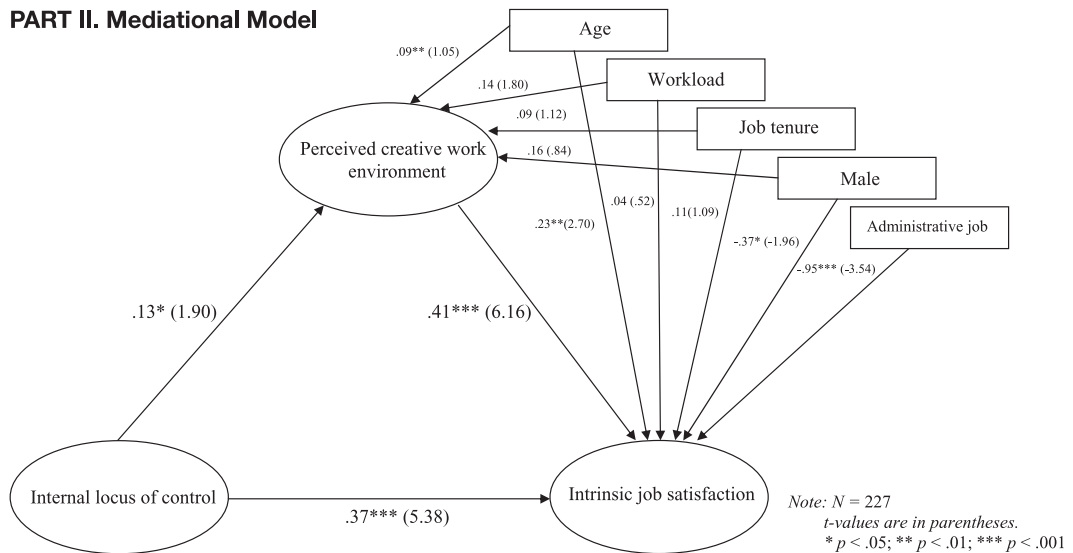 PART II. Mediational Model
Age
.09** (1.05)
Workload
.14 (1.80)
.09 (1.12)
Job tenure
Perceived creative work
environment
.16 (.84)
Male
.04 (.52)
.11(1.09)
Administrative job
.23**(2.70)
-.37* (-1.96)
-.95*** (-3.54)
.13* (1.90)
.41*** (6.16)
Internal locus of control
Intrinsic job satisfaction
.37*** (5.38)
Note: N = 227
t-values are in parentheses.
* p < .05; ** p < .01; *** p < .001